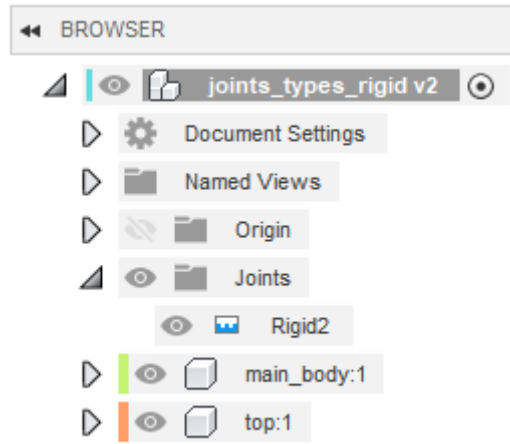 BROWSER
joints_types_rigid v2
Document Settings
Named Views
Origin
Joints
Rigid2
main_body:1
top:1